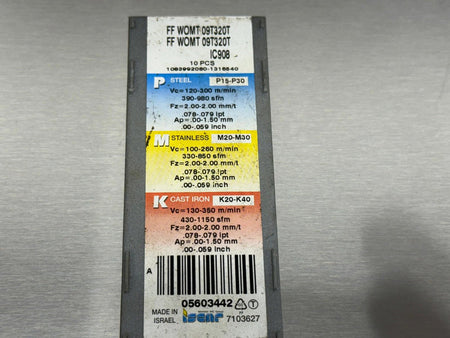 FF WOMT 09T320T
FF WOMT 09T320T
IC908
10 PCS
1083992080-1316540
P STEEL P15-P30
Vc=120-300 m/min
390-980 sfm
Fz=2.00-2.00 mm/t
.078-.079 ipt
Ap=.00-1.50 mm
.00-.059 inch
M STAINLESS M20-M30
Vc=100-260 m/min
330-850 sfm
Fz=2.00-2.00 mm/t
.078-.079 ipt
Ap=.00-1.50 mm
.00-.059 inch
K CAST IRON K20-K40
Vc=130-350 m/min
430-1150 sfm
Fz=2.00-2.00 mm/t
.078-.079 ipt
Ap=.00-1.50 mm
.00-.059 inch
A
05603442
MADE IN
ISRAEL
iscar
7103627